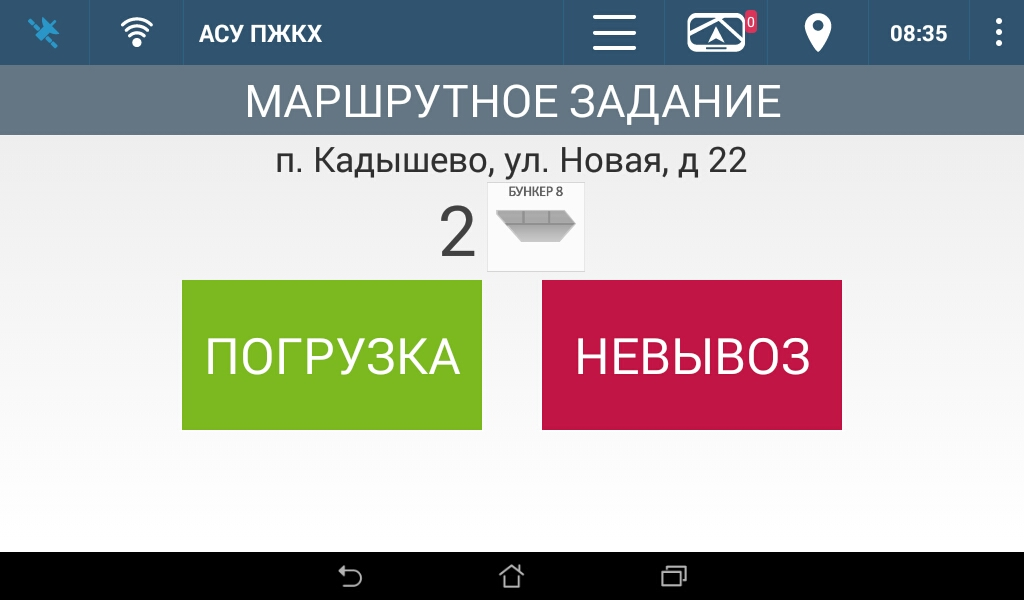 АСУ ПЖКХ
0
08:35
МАРШРУТНОЕ ЗАДАНИЕ
п. Кадышево, ул. Новая, д 22
2
БУНКЕР 8
ПОГРУЗКА
НЕВЫВОЗ